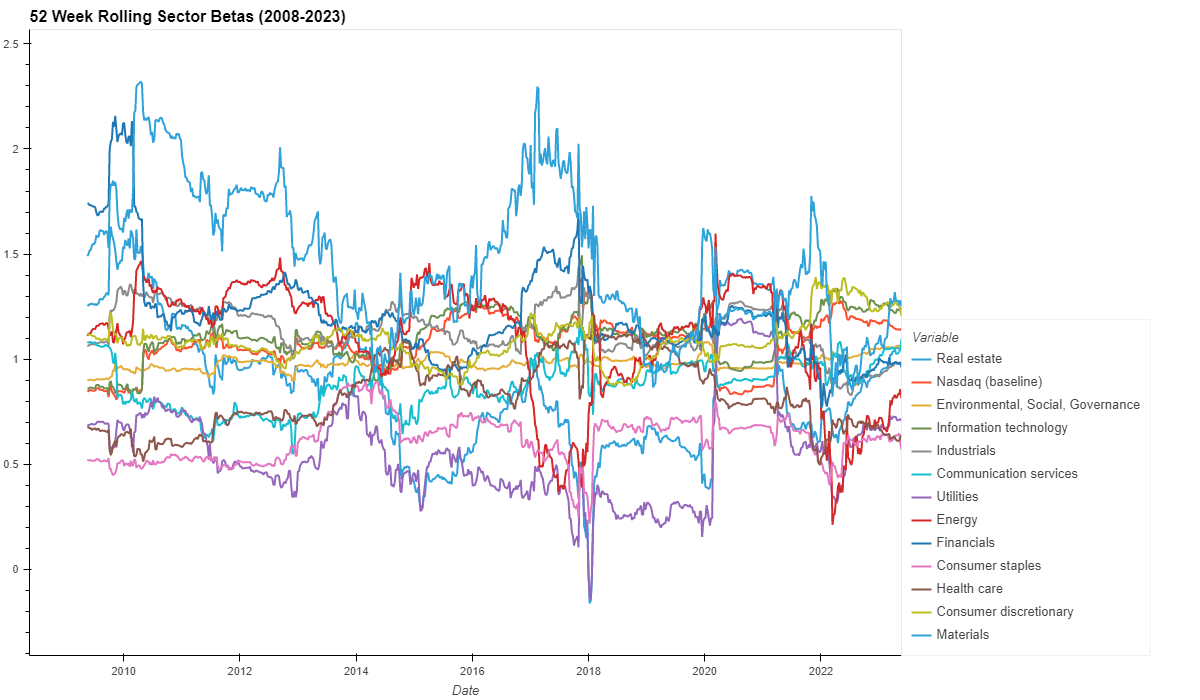 52 Week Rolling Sector Betas (2008-2023)
2.5
2
1.5
1
0.5
0
2010 2012 2014 2016 2018 2020 2022
Date
Variable
Real estate
Nasdaq (baseline)
Environmental, Social, Governance
Information technology
Industrials
Communication services
Utilities
Energy
Financials
Consumer staples
Health care
Consumer discretionary
Materials